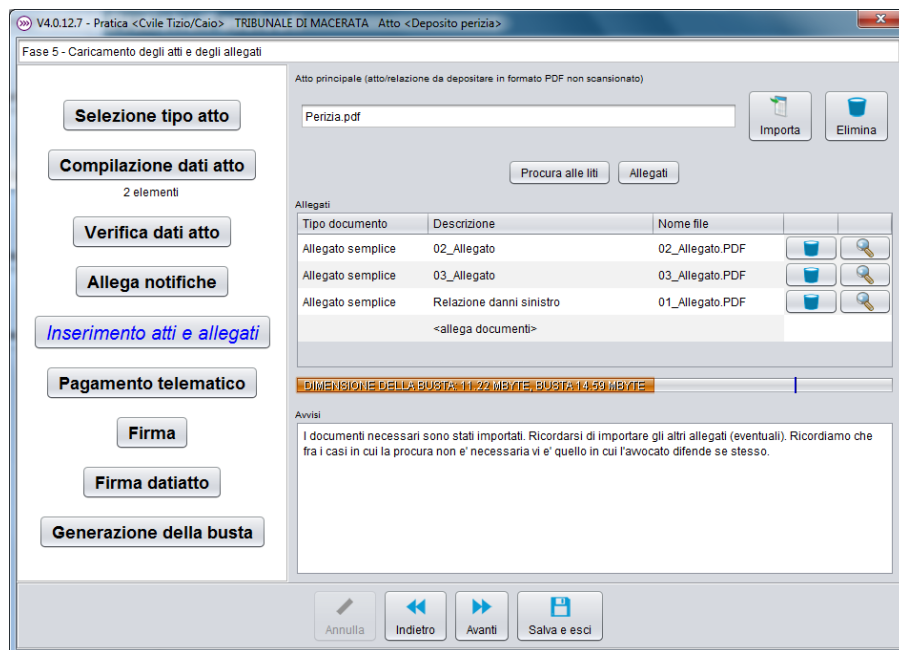 V4.0.12.7 - Pratica <Cvile Tizio/Caio> TRIBUNALE DI MACERATA Atto <Deposito perizia>
Fase 5 - Caricamento degli atti e degli allegati
Selezione tipo atto
Compilazione dati atto
2 elementi
Verifica dati atto
Allega notifiche
Inserimento atti e allegati
Pagamento telematico
Firma
Firma datiatto
Generazione della busta
Atto principale (atto/relazione da depositare in formato PDF non scansionato)
Perizia.pdf
Importa
Elimina
Procura alle liti
Allegati
Allegati
Tipo documento Descrizione Nome file
Allegato semplice 02_Allegato 02_Allegato.PDF
Allegato semplice 03_Allegato 03_Allegato.PDF
Allegato semplice Relazione danni sinistro 01_Allegato.PDF
<allega documenti>
DIMENSIONE DELLA BUSTA: 11.22 MBYTE, BUSTA 14.59 MBYTE
Avvisi
I documenti necessari sono stati importati. Ricordarsi di importare gli altri allegati (eventuali). Ricordiamo che
fra i casi in cui la procura non e' necessaria vi e' quello in cui l'avvocato difende se stesso.
Annulla
Indietro
Avanti
Salva e esci